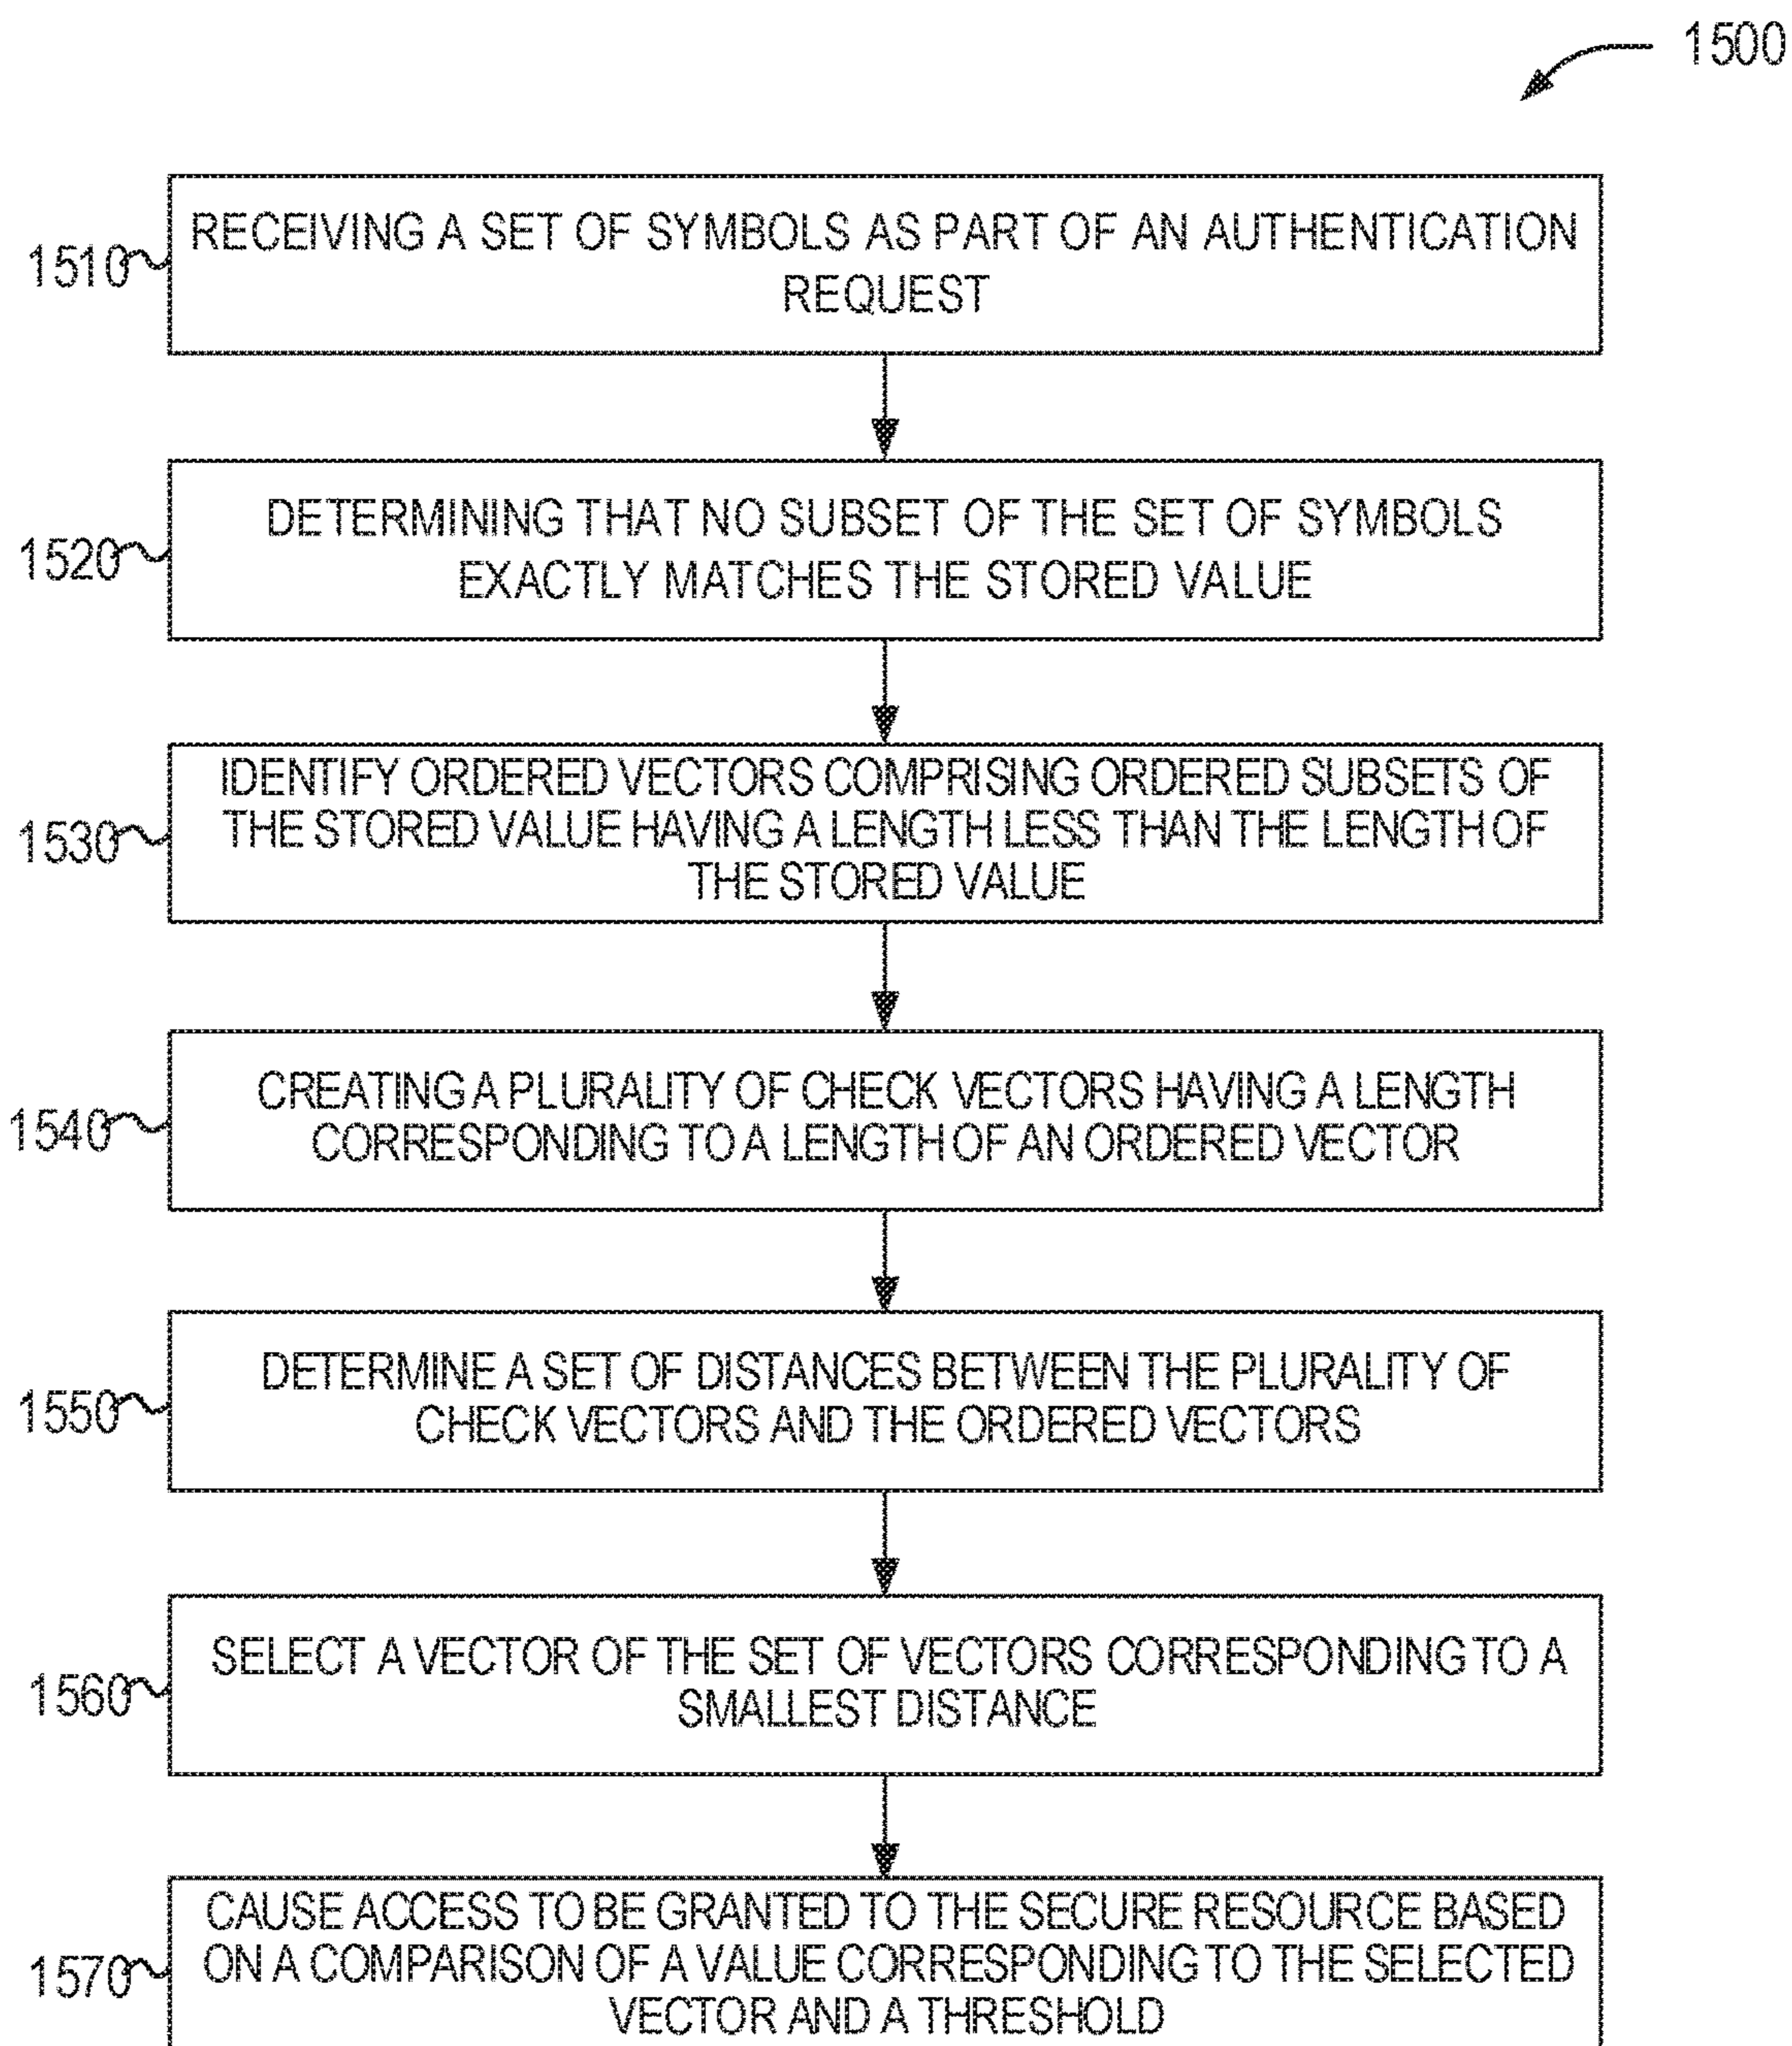 1500
RECEIVING A SET OF SYMBOLS AS PART OF AN AUTHENTICATION
REQUEST
1510
DETERMINING THAT NO SUBSET OF THE SET OF SYMBOLS
EXACTLY MATCHES THE STORED VALUE
1520
IDENTIFY ORDERED VECTORS COMPRISING ORDERED SUBSETS OF
THE STORED VALUE HAVING A LENGTH LESS THAN THE LENGTH OF
THE STORED VALUE
1530
CREATING A PLURALITY OF CHECK VECTORS HAVING A LENGTH
CORRESPONDING TO A LENGTH OF AN ORDERED VECTOR
1540
DETERMINE A SET OF DISTANCES BETWEEN THE PLURALITY OF
CHECK VECTORS AND THE ORDERED VECTORS
1550
SELECT A VECTOR OF THE SET OF VECTORS CORRESPONDING TO A
SMALLEST DISTANCE
1560
CAUSE ACCESS TO BE GRANTED TO THE SECURE RESOURCE BASED
ON A COMPARISON OF A VALUE CORRESPONDING TO THE SELECTED
VECTOR AND A THRESHOLD
1570